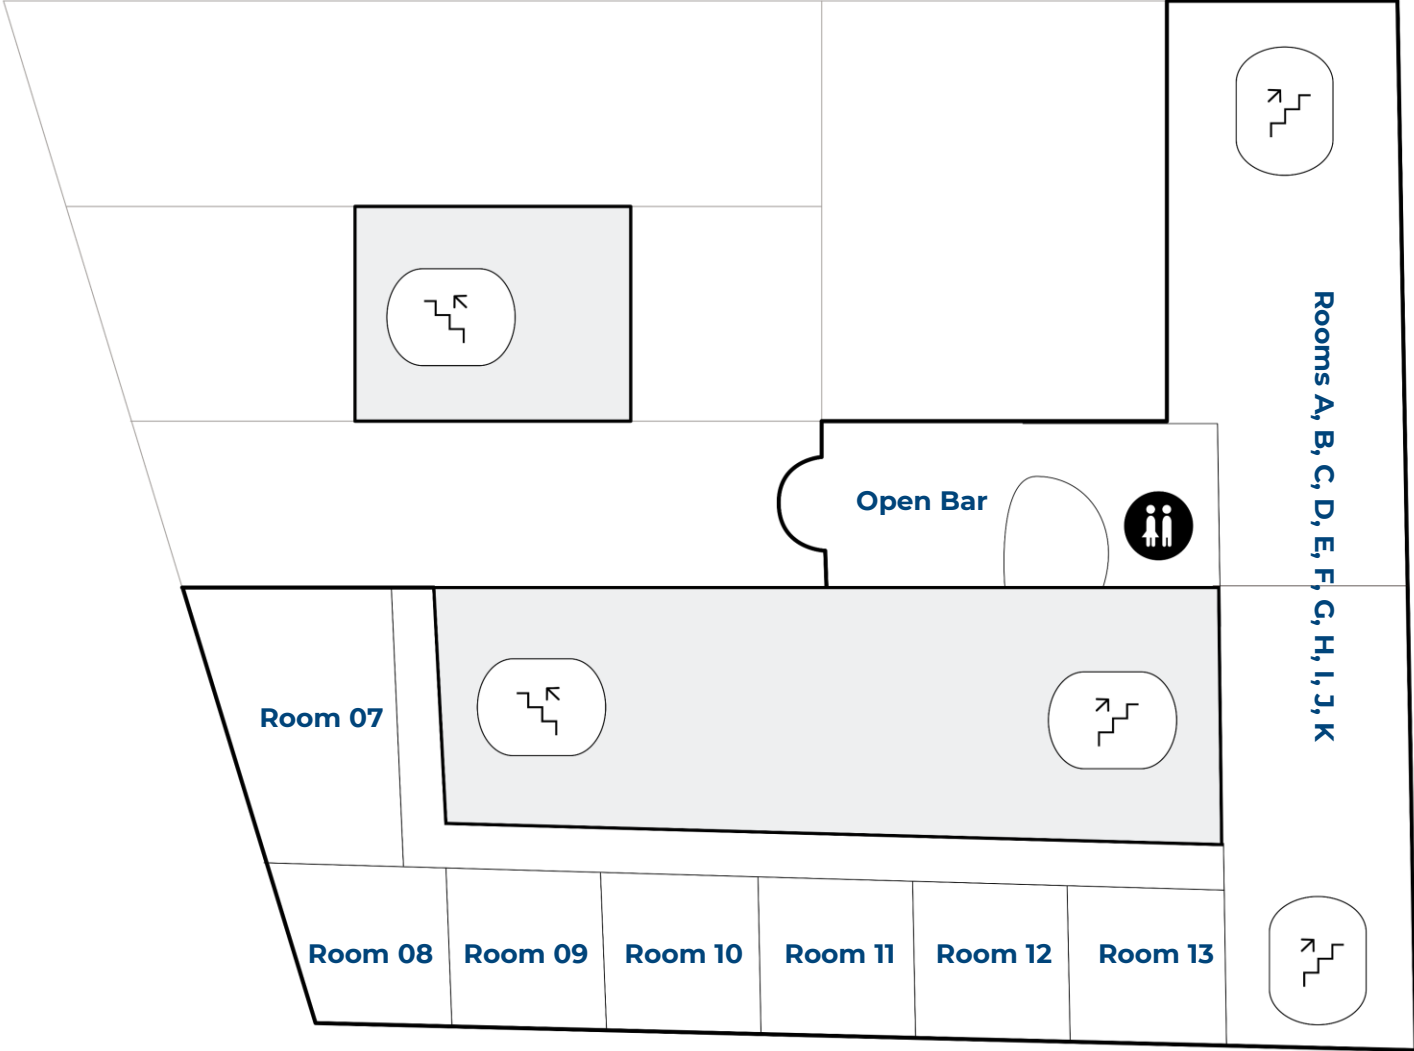 Open Bar
Rooms A, B, C, D, E, F, G, H, I, J, K
Room 07
Room 08
Room 09
Room 10
Room 11
Room 12
Room 13